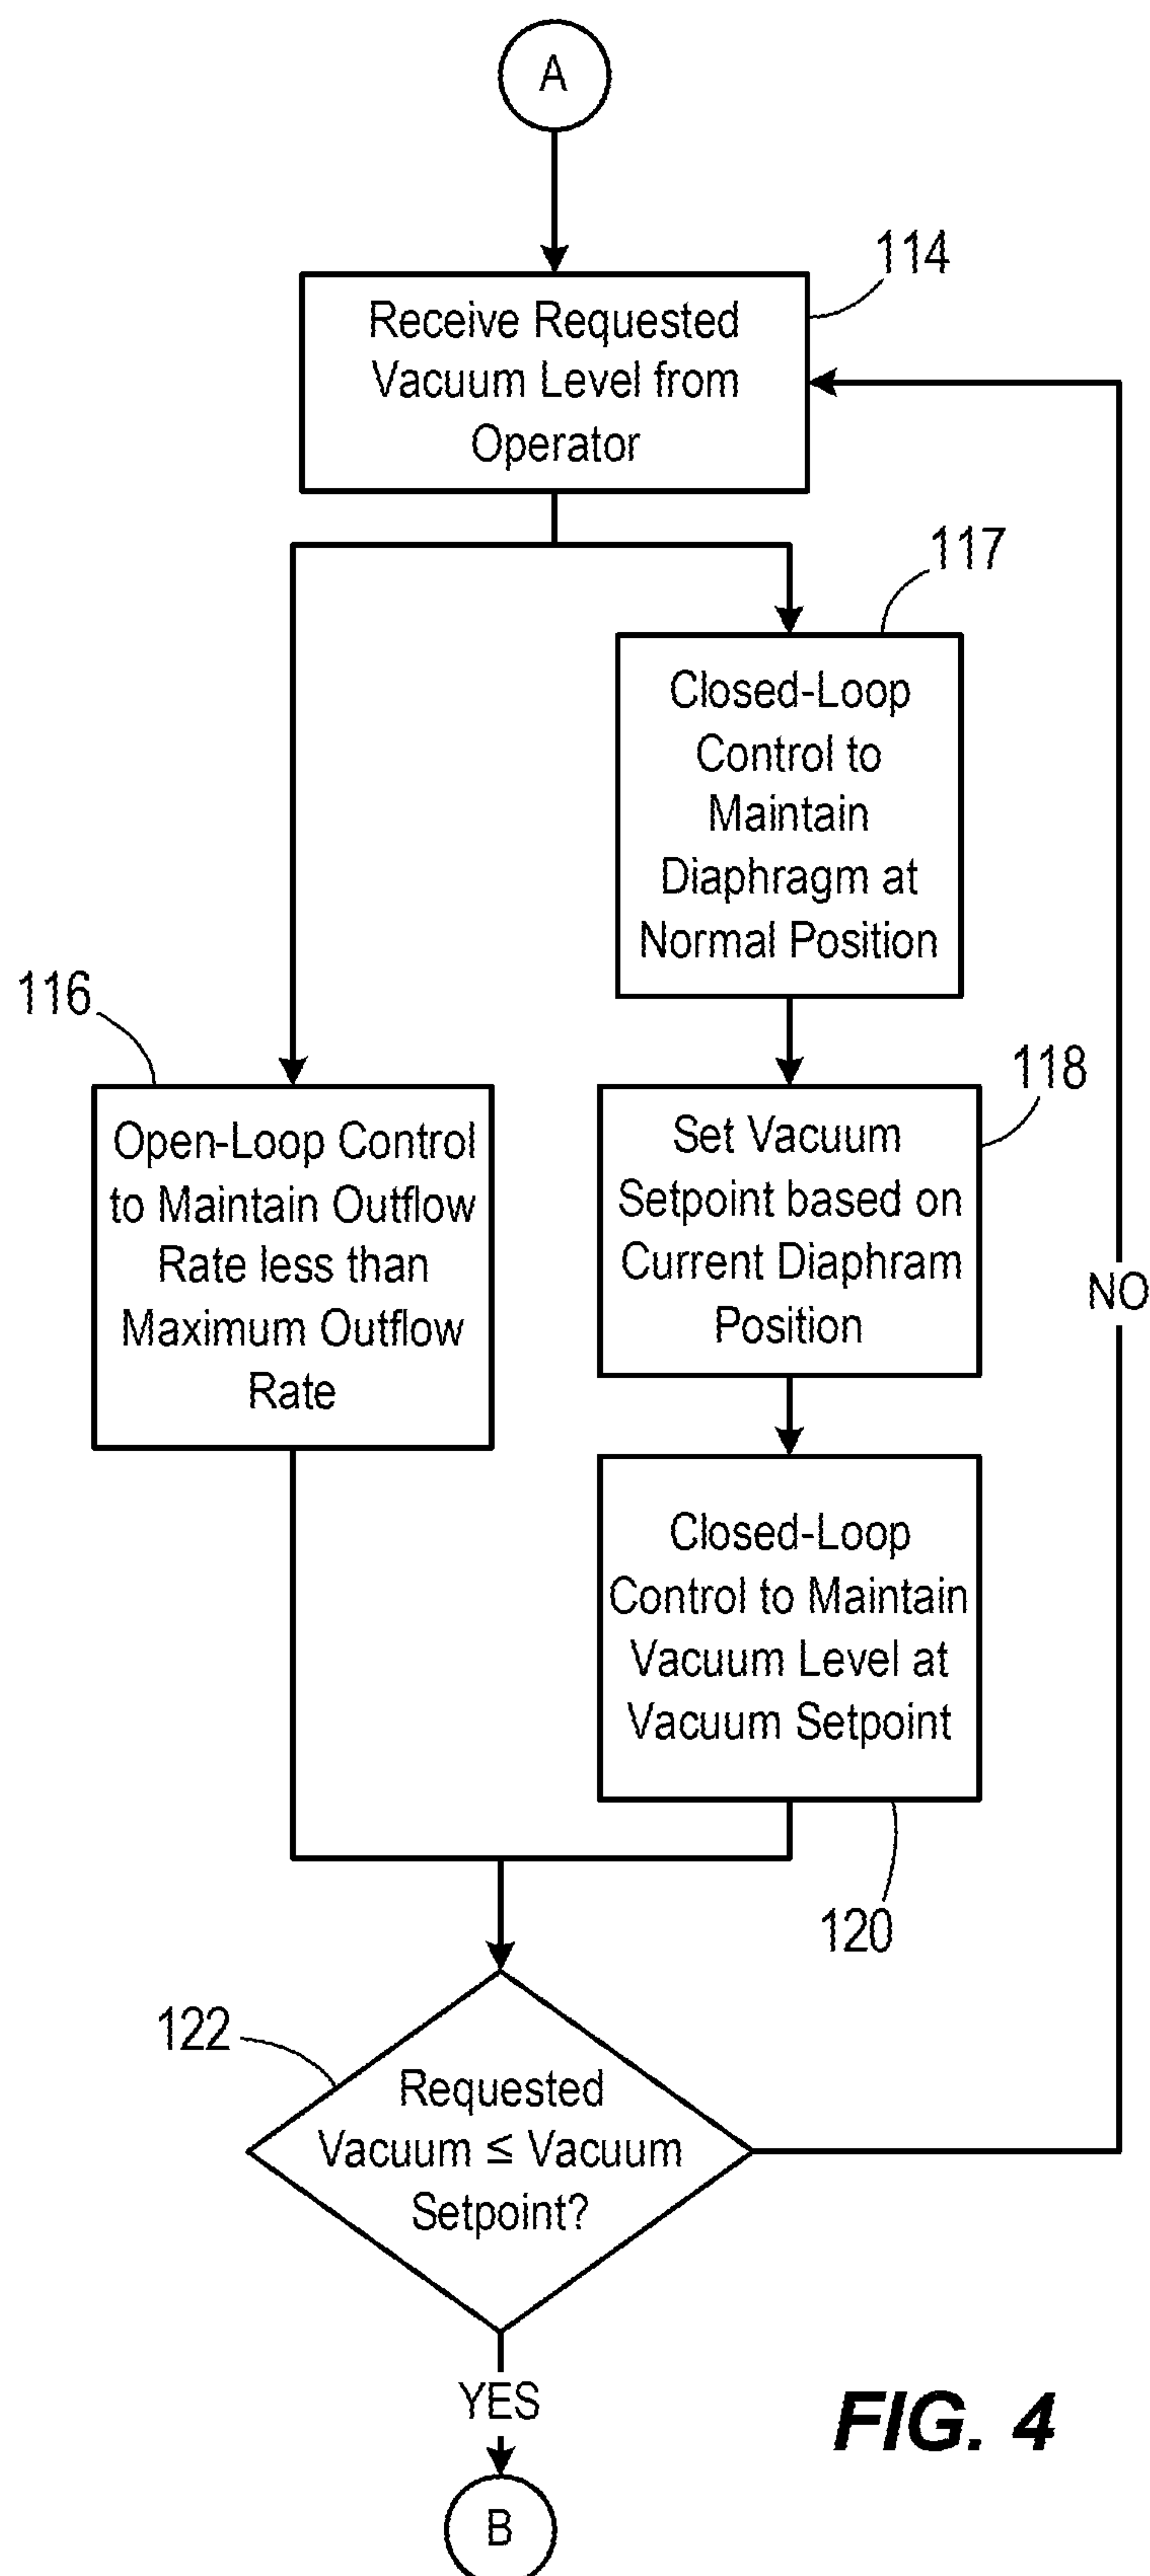 A
114
Receive Requested
Vacuum Level from
Operator
117
Closed-Loop
Control to
Maintain
Diaphragm at
Normal Position
116
Open-Loop Control
to Maintain Outflow
Rate less than
Maximum Outflow
Rate
118
Set Vacuum
Setpoint based on
Current Diaphram
Position
NO
Closed-Loop
Control to Maintain
Vacuum Level at
Vacuum Setpoint
120
122
Requested
Vacuum ≤ Vacuum
Setpoint?
YES
B
FIG. 4